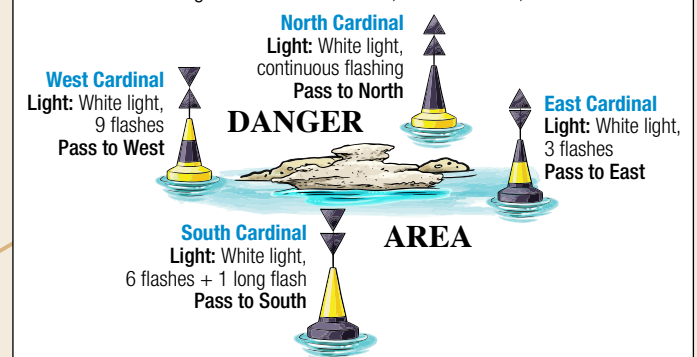 North Cardinal
Light: White light,
continuous flashing
Pass to North
West Cardinal
Light: White light,
9 flashes
Pass to West
DANGER
East Cardinal
Light: White light,
3 flashes
Pass to East
South Cardinal
Light: White light,
6 flashes + 1 long flash
Pass to South
AREA